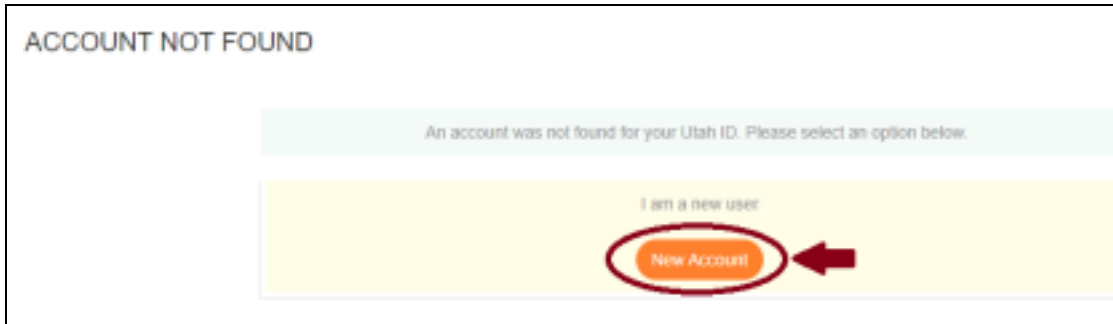 ACCOUNT NOT FOUND
An account was not found for your Utah ID. Please select an option below.
I am a new user
New Account